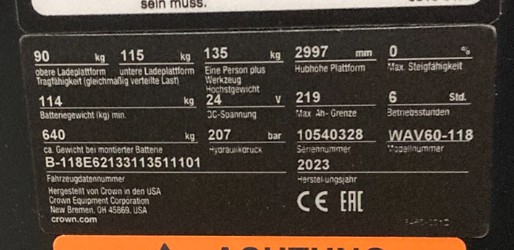 sein muss.
90 kg 115 kg 135 kg 2997 mm 0 %
obere Ladeplattform untere Ladeplattform Eine Person plus Hubhöhe Plattform Max. Steigfähigkeit
Tragfähigkeit (gleichmäßig verteilte Last) Werkzeug
Höchstgewicht
114 kg 24 V 219 6 Std.
Batteriegewicht (kg) min. DC-Spannung Max Ah- Grenze Betriebsstunden
640 kg 207 bar 10540328 WAV60-118
ca. Gewicht bei montierter Batterie Hydraulikdruck Seriennummer Modellnummer
B-118E62133113511101 2023
Fahrzeugdatennummer Herstellungsjahr
Hergestellt von Crown in den USA
Crown Equipment Corporation
New Bremen, OH 45869, USA
crown.com
CE EAC
ACHTUNG